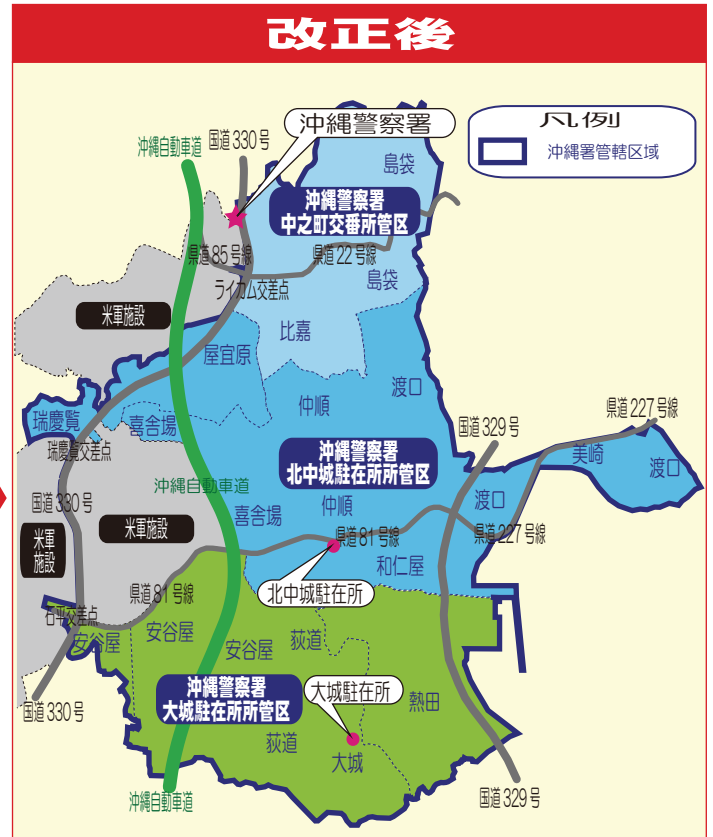 改正後
凡例
沖縄署管轄区域
沖縄警察署
国道330号
沖縄自動車道
島袋
沖縄警察署
中之町交番所管区
県道85号線
県道22号線
ライカム交差点
島袋
米軍施設
比嘉
屋宜原
渡口
仲順
瑞慶覧
喜舎場
県道227号線
国道329号
沖縄警察署
北中城駐在所所管区
美崎
渡口
瑞慶覧交差点
沖縄自動車道
渡口
国道330号
米軍施設
喜舎場
仲順
県道81号線
県道227号線
米軍
施設
和仁屋
県道81号線
北中城駐在所
石平交差点
安谷屋
安谷屋
安谷屋
荻道
沖縄警察署
大城駐在所所管区
大城駐在所
熱田
国道330号
荻道
大城
沖縄自動車道
国道329号